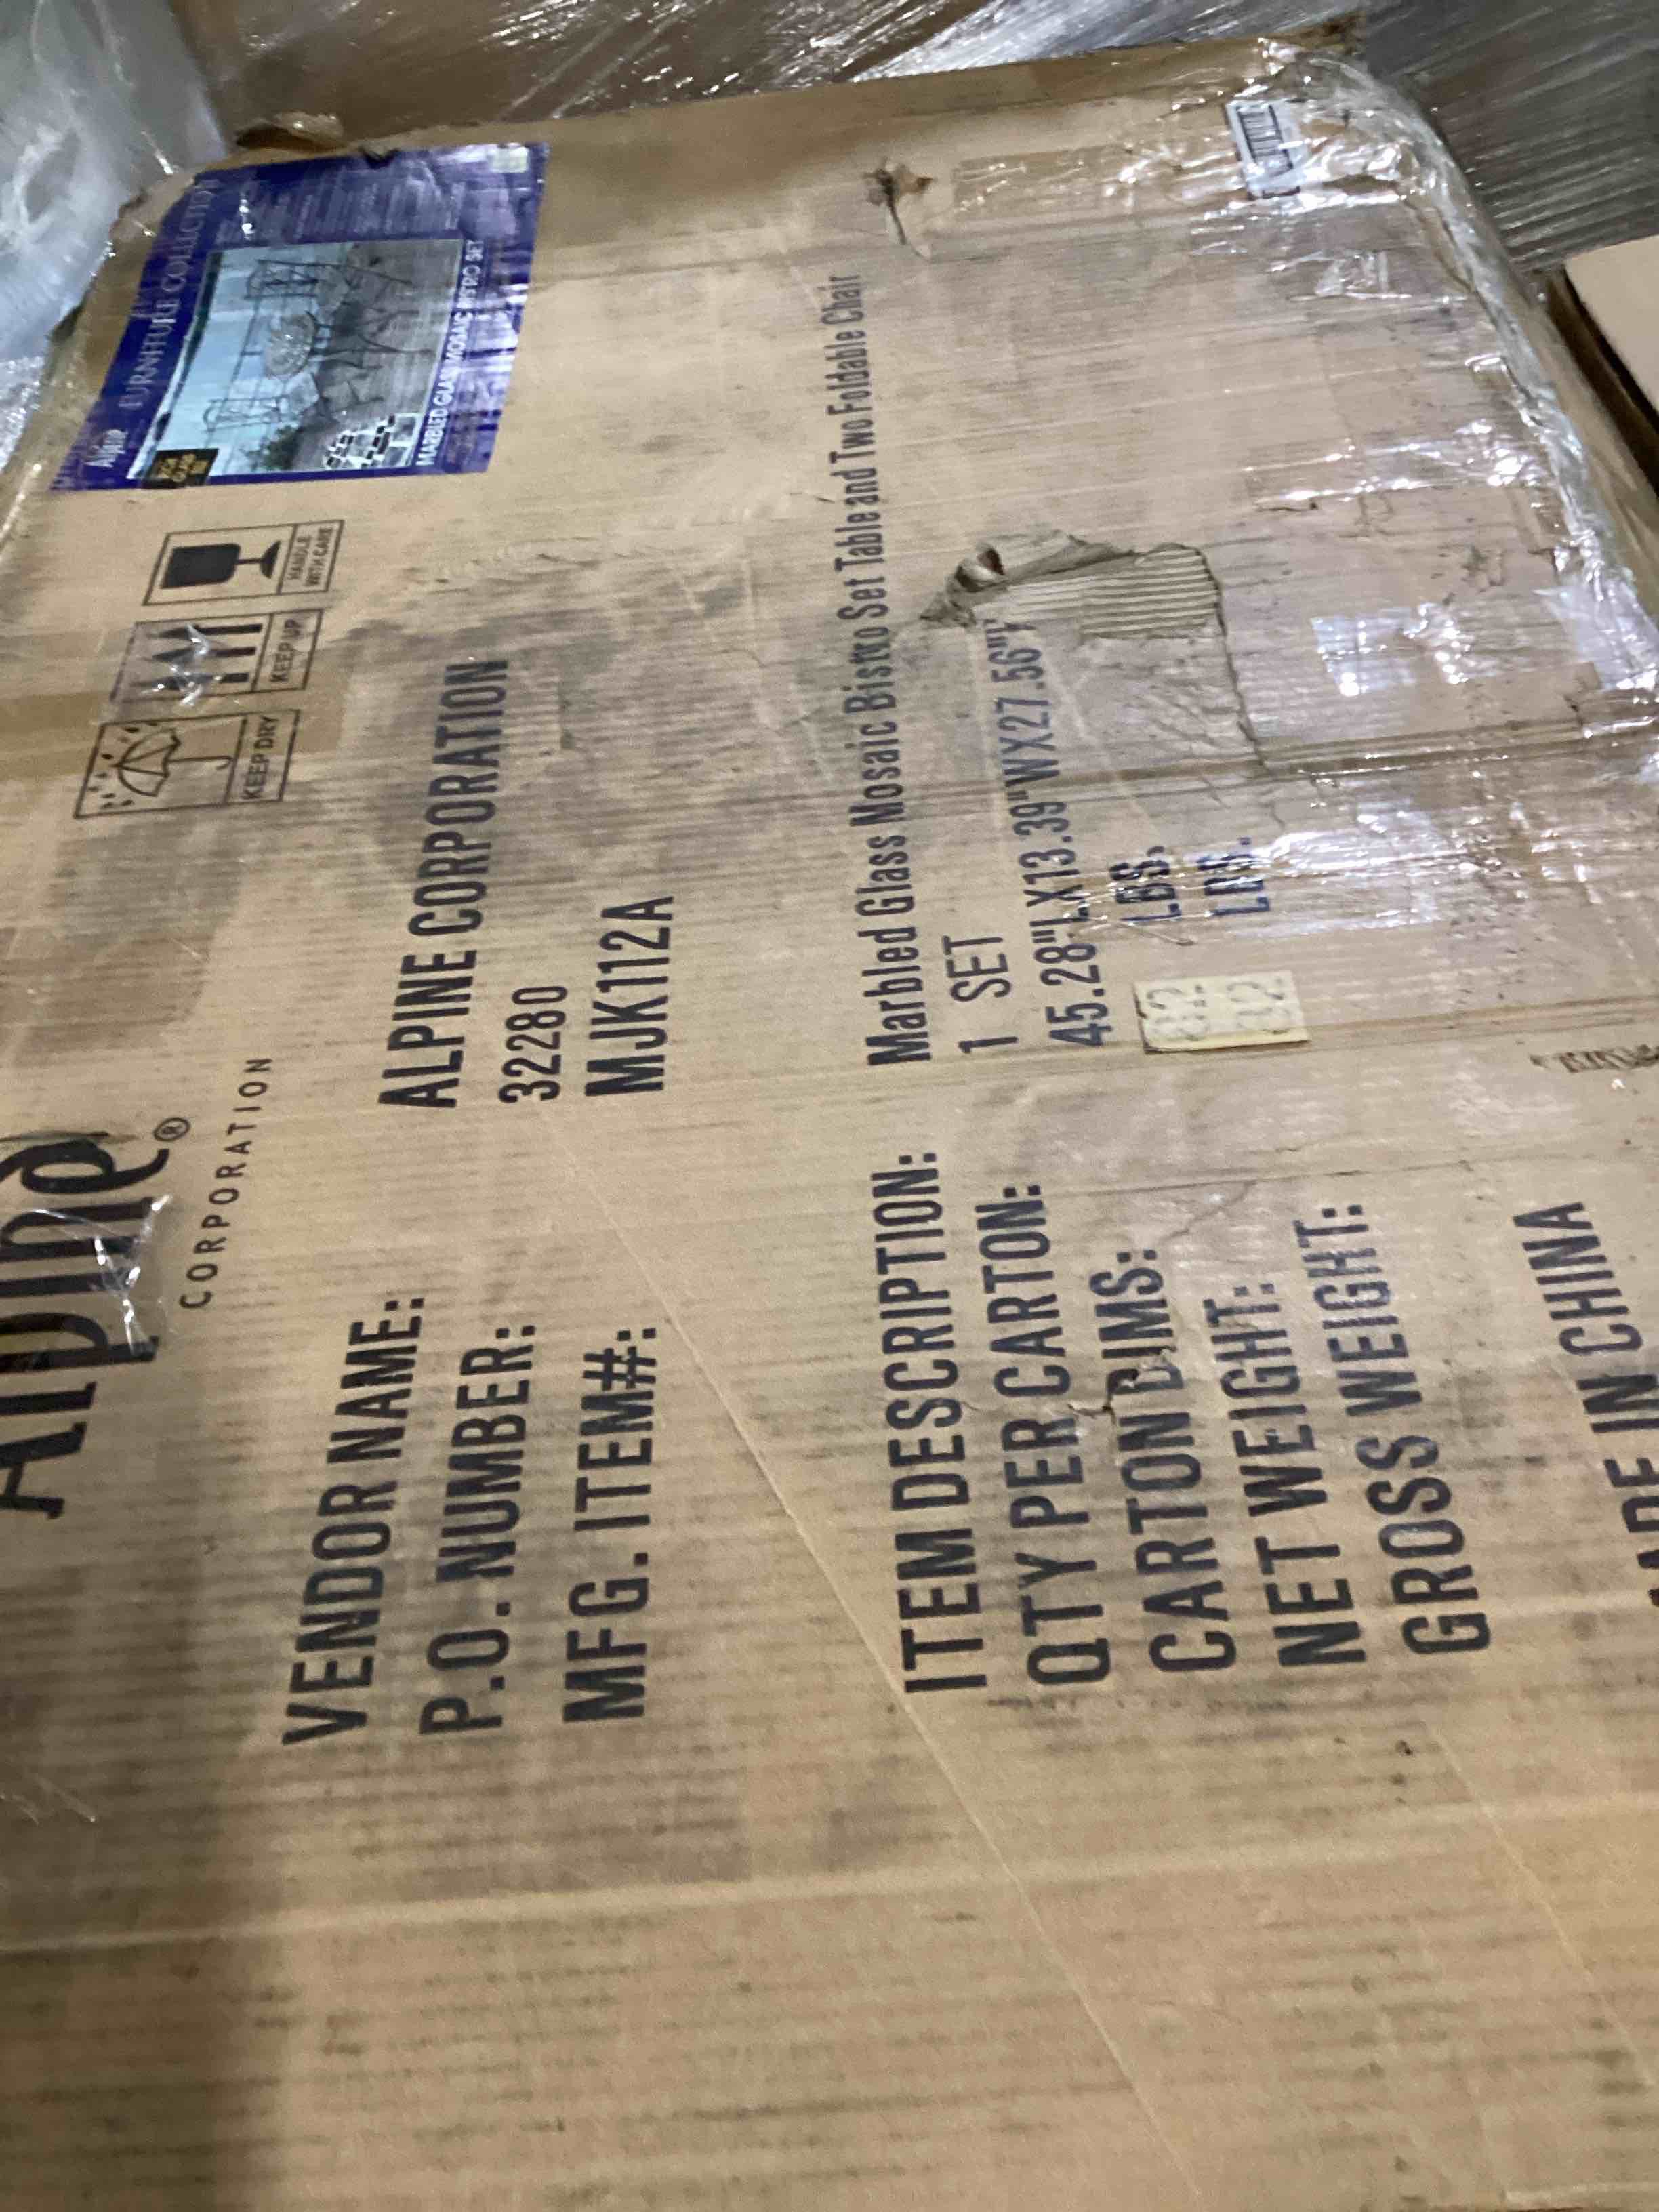 Alpine®
CORPORATION
KEEP DRY
KEEP UP
HANDLE
WITH CARE
Alpine FURNITURE COLLECTION
MARBLED GLASS MOSAIC BISTRO SET
VENDOR NAME: ALPINE CORPORATION
P.O. NUMBER: 32280
MFG. ITEM#: MJK112A
ITEM DESCRIPTION: Marbled Glass Mosaic Bistro Set Table and Two Foldable Chair
QTY PER CARTON: 1 SET
CARTON DIMS: 45.28"LX13.39"WX27.56"
NET WEIGHT: LBS.
GROSS WEIGHT: LBS.
MADE IN CHINA